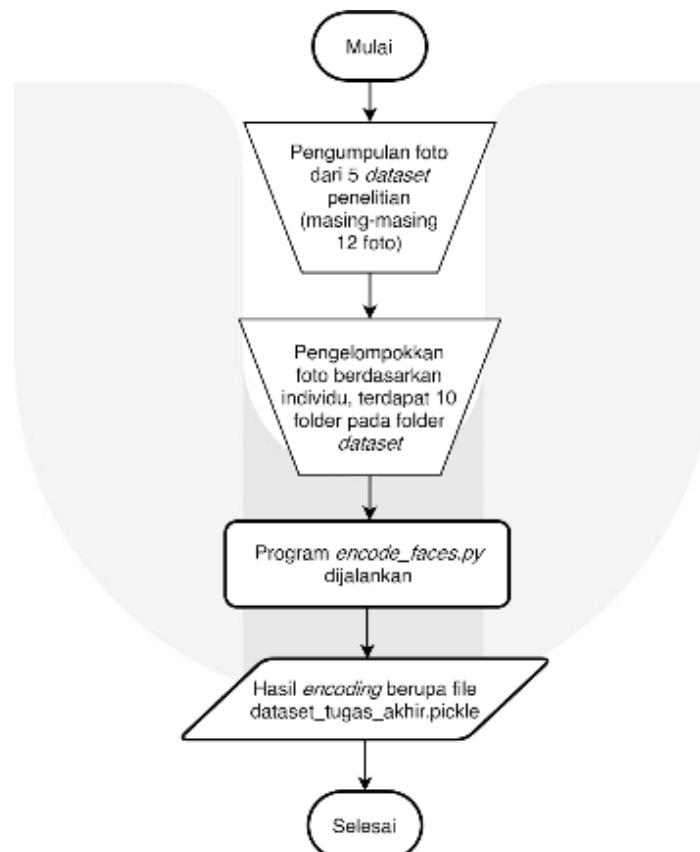 Mulai
Pengumpulan foto
dari 5 dataset
penelitian
(masing-masing
12 foto)
Pengelompokkan
foto berdasarkan
individu, terdapat 10
folder pada folder
dataset
Program encode_faces.py
dijalankan
Hasil encoding berupa file
dataset_tugas_akhir.pickle
Selesai